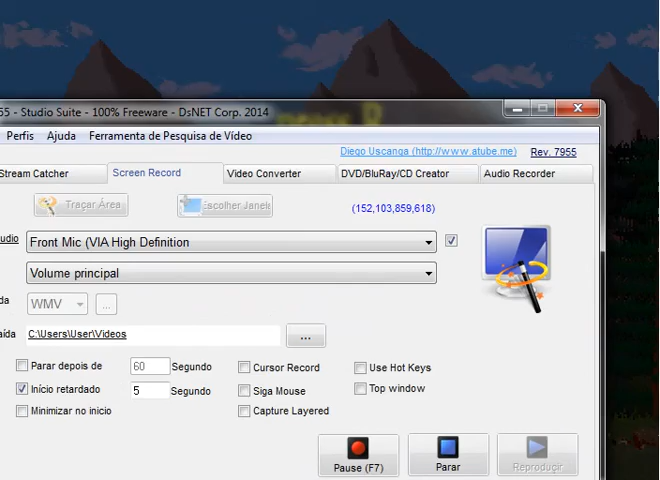 55 - Studio Suite - 100% Freeware - DsNET Corp. 2014
Perfis Ajuda Ferramenta de Pesquisa de Vídeo
Diego Uscanga (http://www.atube.me) Rev. 7955
Stream Catcher Screen Record Video Converter DVD/BluRay/CD Creator Audio Recorder
Traçar Área Escolher Janela (152,103,859,618)
udio Front Mic (VIA High Definition
Volume principal
da WMV ...
aída C:\Users\User\Videos ...
Parar depois de 60 Segundo Cursor Record Use Hot Keys
Início retardado 5 Segundo Siga Mouse Top window
Minimizar no inicio Capture Layered
Pause (F7) Parar Reproduçir